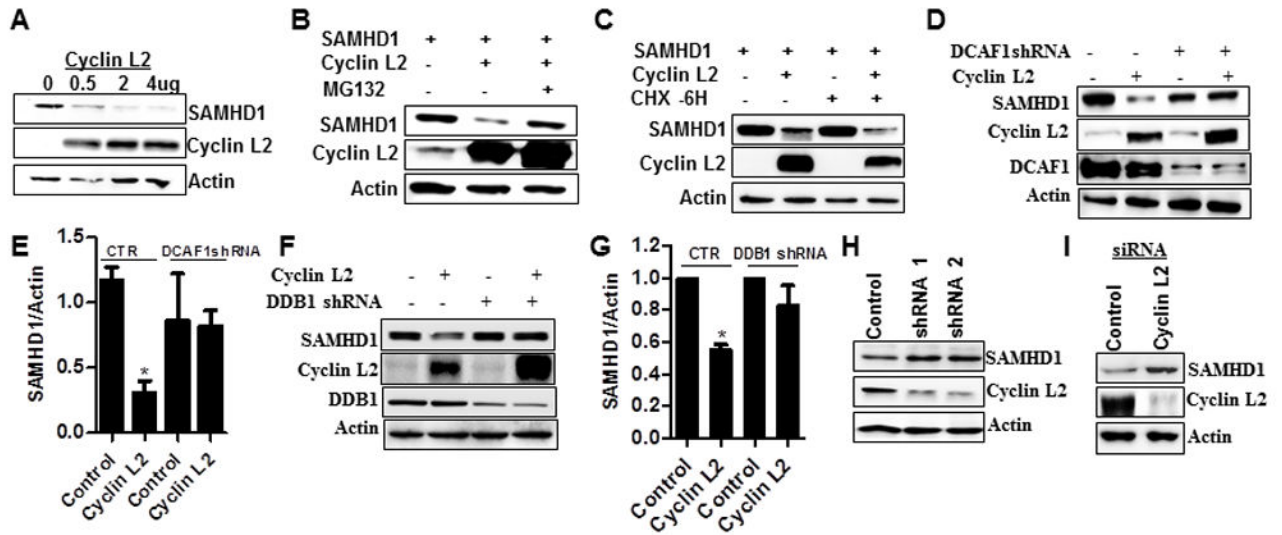 A
Cyclin L2
0 0.5 2 4ug
SAMHD1
Cyclin L2
Actin
B
SAMHD1 + + +
Cyclin L2 - + +
MG132 - - +
SAMHD1
Cyclin L2
Actin
C
SAMHD1 + + + +
Cyclin L2 - + - +
CHX -6H - - + +
SAMHD1
Cyclin L2
Actin
D
DCAF1shRNA - - + +
Cyclin L2 - + - +
SAMHD1
Cyclin L2
DCAF1
Actin
E
SAMHD1/Actin
1.5
1.0
0.5
0.0
CTR DCAF1shRNA
*
Control
Cyclin L2
Control
Cyclin L2
F
Cyclin L2 - + - +
DDB1 shRNA - - + +
SAMHD1
Cyclin L2
DDB1
Actin
G
SAMHD1/Actin
1.2
1.0
0.8
0.6
0.4
0.2
0.0
CTR DDB1 shRNA
*
Control
Cyclin L2
Control
Cyclin L2
H
Control
shRNA 1
shRNA 2
SAMHD1
Cyclin L2
Actin
I
siRNA
Control
Cyclin L2
SAMHD1
Cyclin L2
Actin